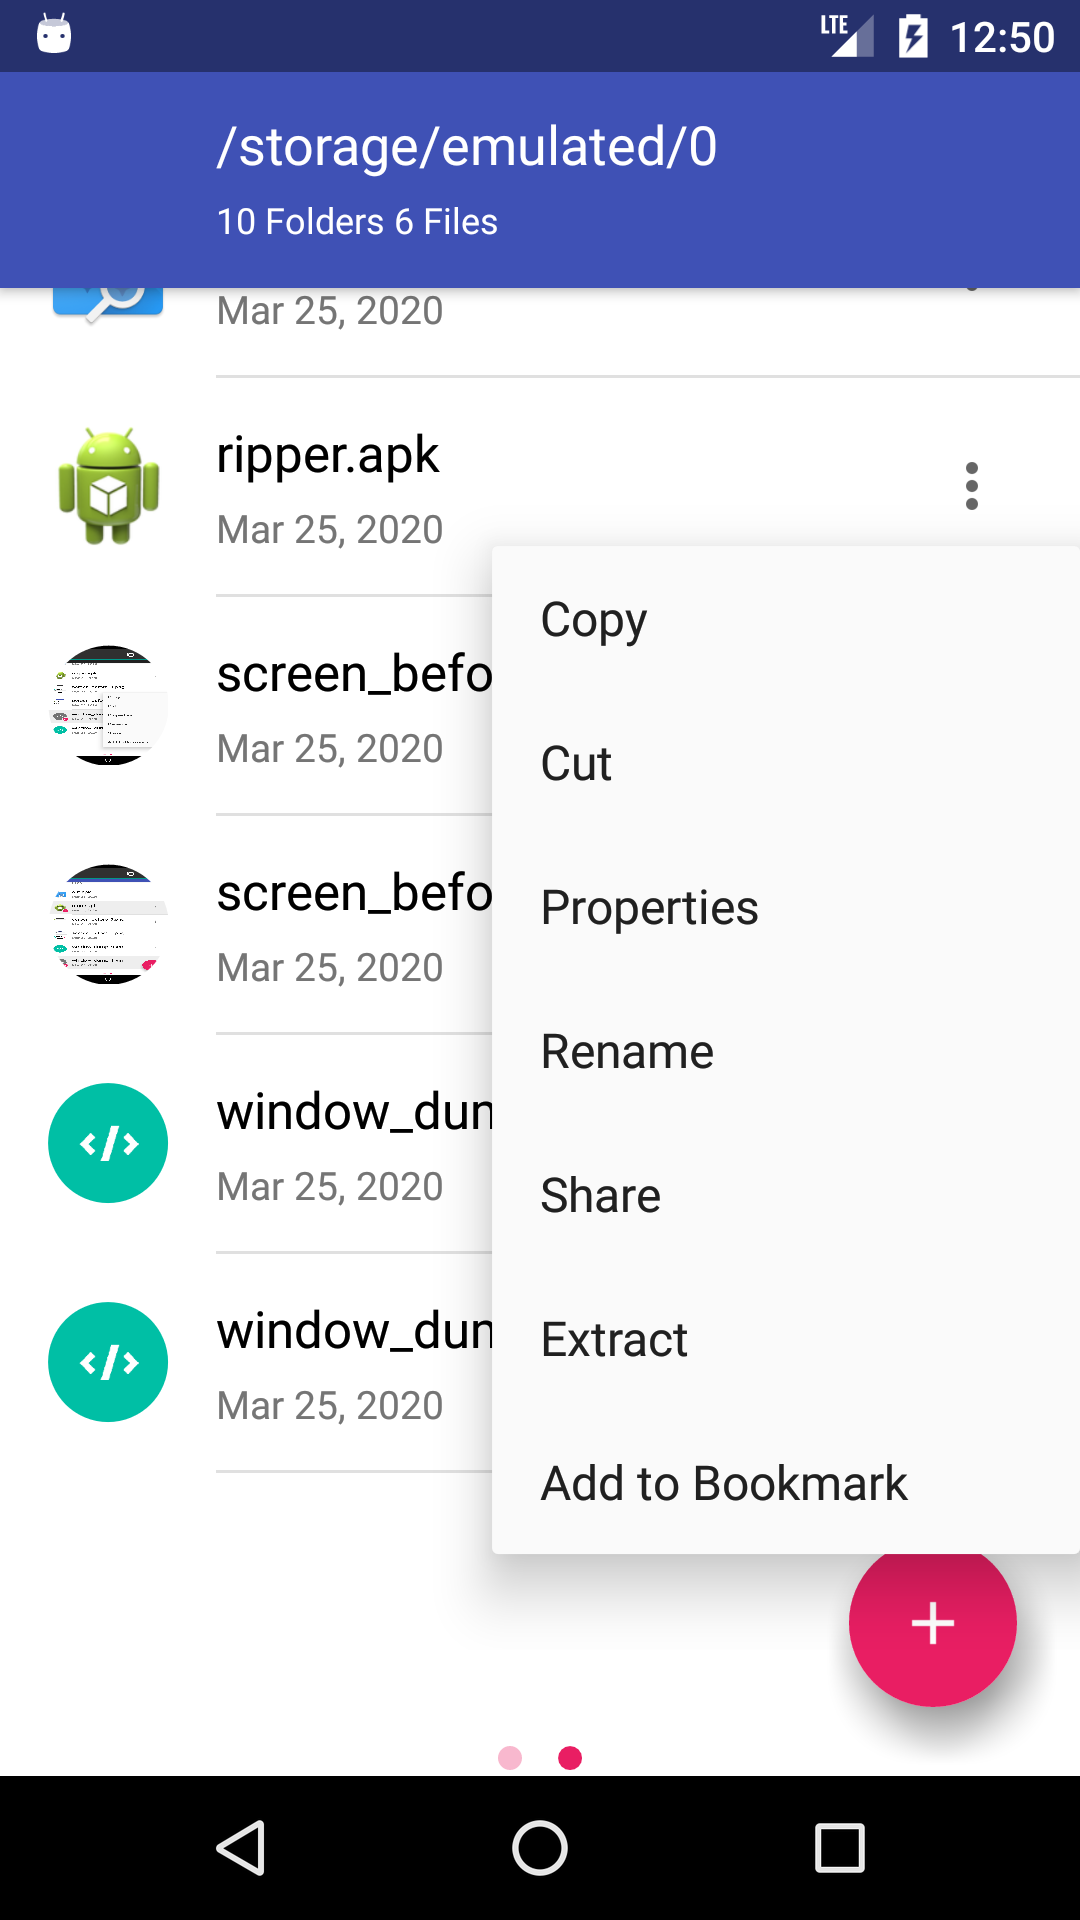 LTE 12:50
/storage/emulated/0
10 Folders 6 Files
Mar 25, 2020
ripper.apk
Mar 25, 2020
Copy
screen_befo
Mar 25, 2020
Cut
screen_befo
Properties
Mar 25, 2020
Rename
window_dum
Mar 25, 2020
Share
window_dum
Extract
Mar 25, 2020
Add to Bookmark